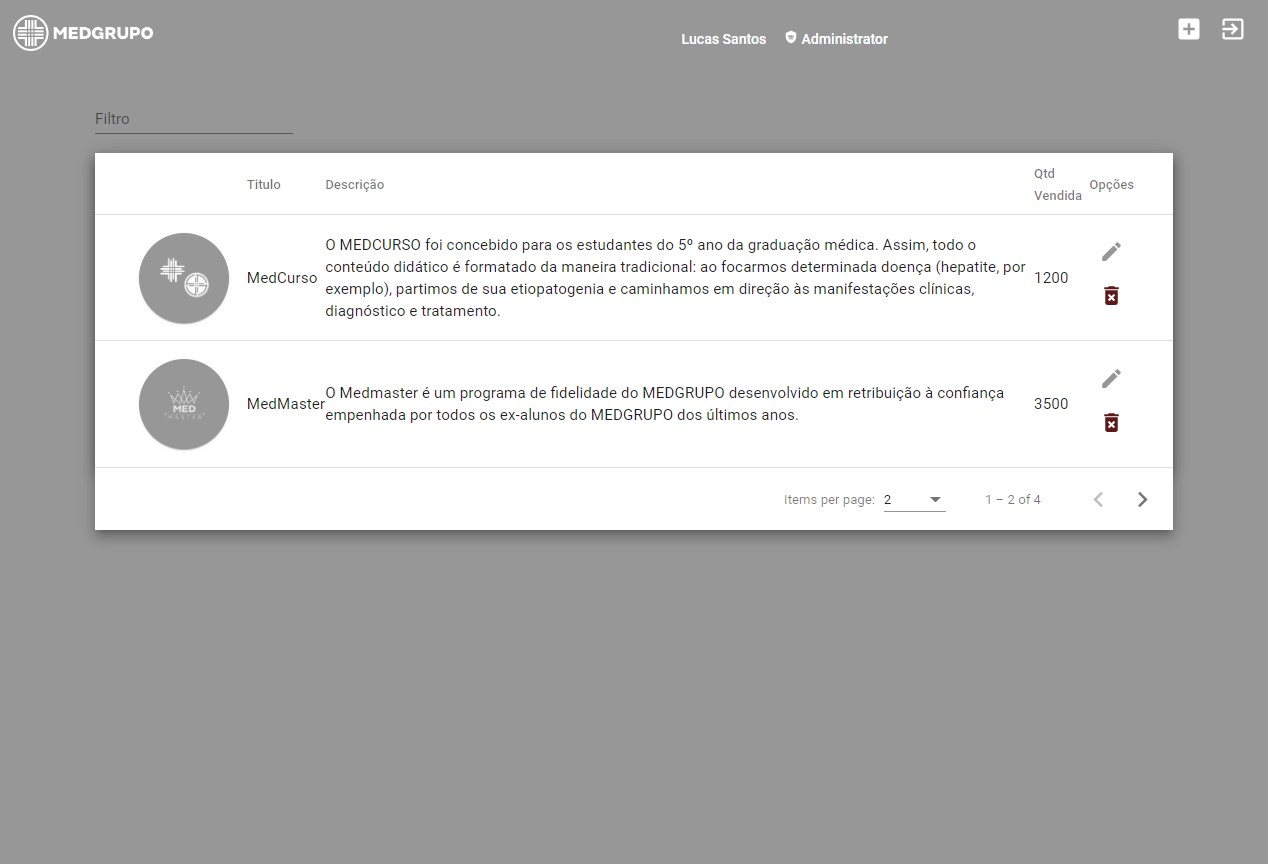 MEDGRUPO
Lucas Santos Administrator
Filtro
Titulo Descrição Qtd Vendida Opções
O MEDCURSO foi concebido para os estudantes do 5º ano da graduação médica. Assim, todo o
conteúdo didático é formatado da maneira tradicional: ao focarmos determinada doença (hepatite, por
MedCurso
1200
exemplo), partimos de sua etiopatogenia e caminhamos em direção às manifestações clínicas,
diagnóstico e tratamento.
MED
MASTER
MedMaster
O Medmaster é um programa de fidelidade do MEDGRUPO desenvolvido em retribuição à confiança
empenhada por todos os ex-alunos do MEDGRUPO dos últimos anos.
3500
Items per page: 2 1 – 2 of 4